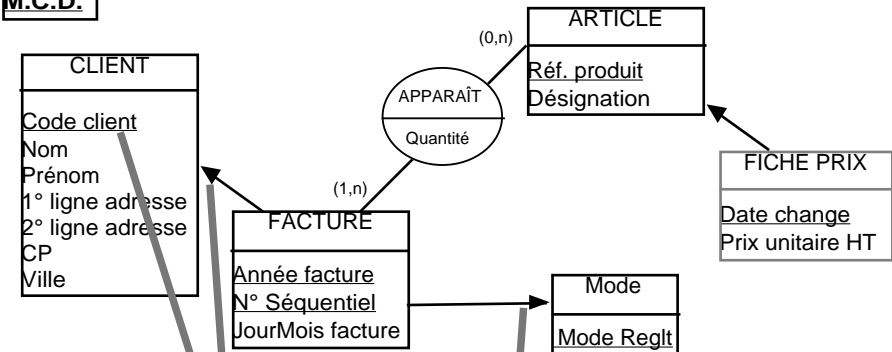 M.C.D.
CLIENT
Code client
Nom
Prénom
1° ligne adresse
2° ligne adresse
CP
Ville
(0,n)
ARTICLE
Réf. produit
Désignation
APPARAÎT
Quantité
(1,n)
FICHE PRIX
Date change
Prix unitaire HT
FACTURE
Année facture
N° Séquentiel
JourMois facture
Mode
Mode Reglt